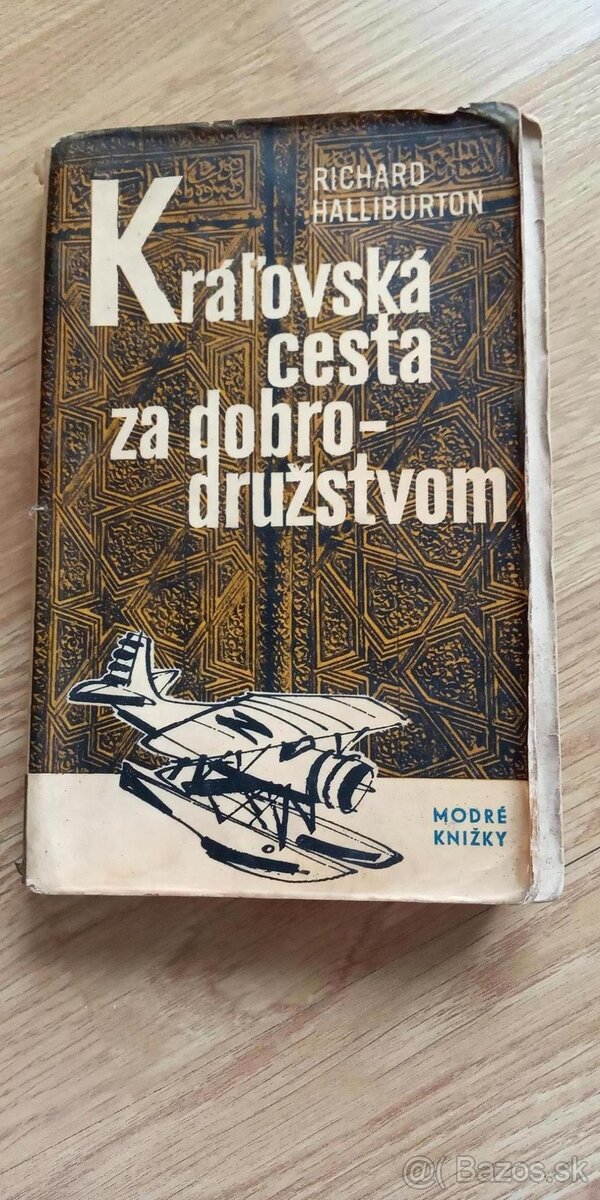 RICHARD
HALLIBURTON
Kráľovská
cesta
za dobro-
družstvom
MODRÉ
KNIŽKY
@( Bazos.sk